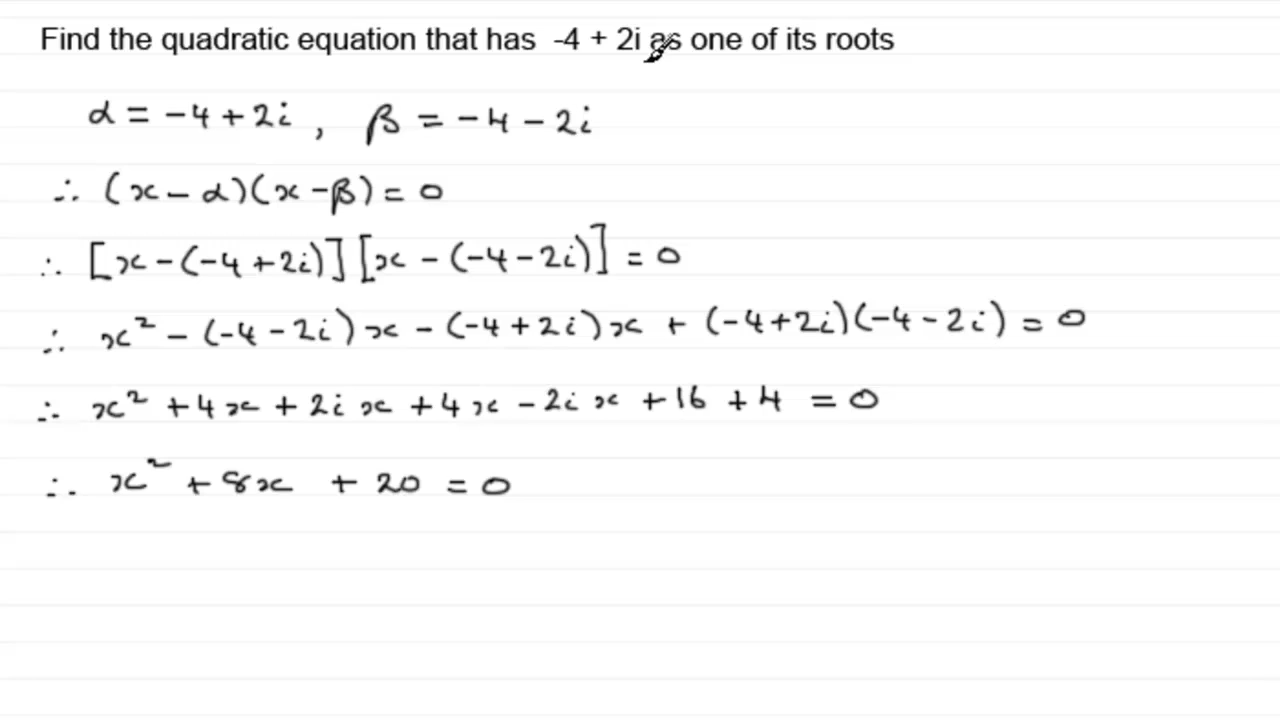 Find the quadratic equation that has -4 + 2i as one of its roots
α = -4 + 2i , β = -4 - 2i
∴ (x - α)(x - β) = 0
∴ [x - (-4 + 2i)][x - (-4 - 2i)] = 0
∴ x² - (-4 - 2i)x - (-4 + 2i)x + (-4 + 2i)(-4 - 2i) = 0
∴ x² + 4x + 2i x + 4x - 2i x + 16 + 4 = 0
∴ x² + 8x + 20 = 0